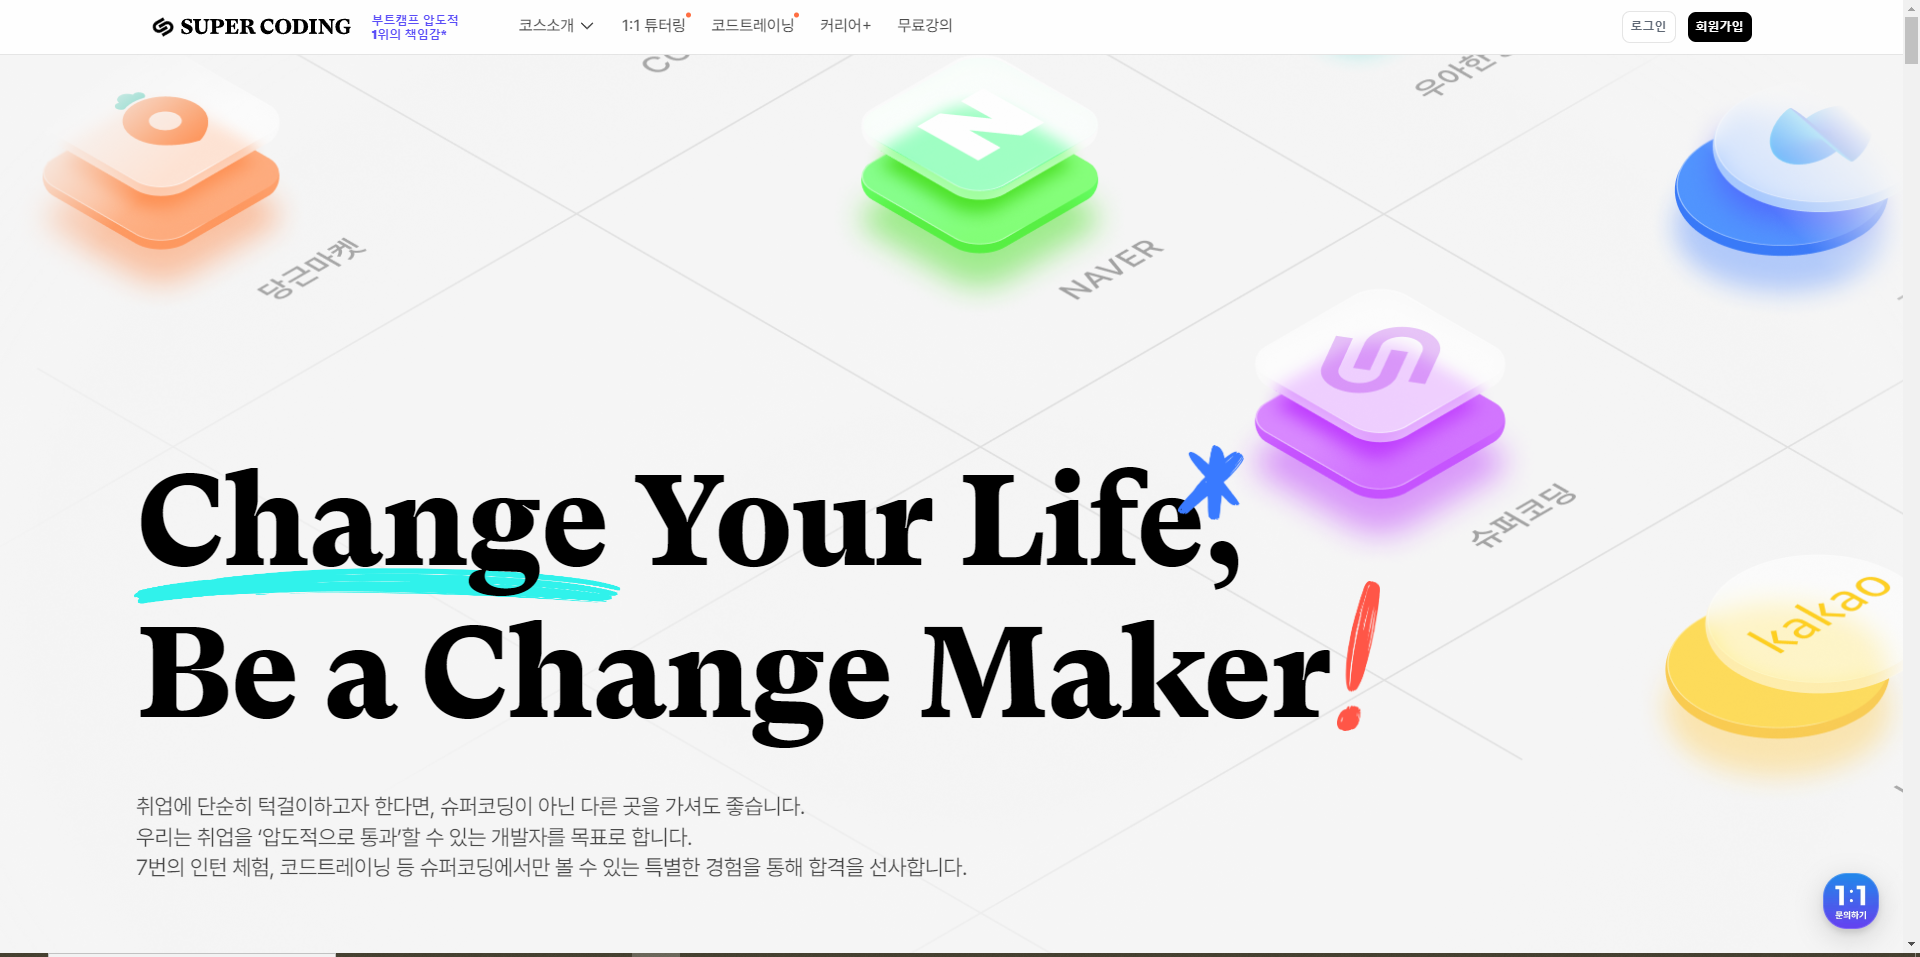 SUPER CODING
부트캠프 압도적
1위의 책임감*
코스소개
1:1 튜터링
코드트레이닝
커리어+
무료강의
로그인
회원가입
우아한
당근마켓
NAVER
슈퍼코딩
kakao
Change Your Life,
Be a Change Maker!
취업에 단순히 턱걸이하고자 한다면, 슈퍼코딩이 아닌 다른 곳을 가셔도 좋습니다.
우리는 취업을 ‘압도적으로 통과’할 수 있는 개발자를 목표로 합니다.
7번의 인턴 체험, 코드트레이닝 등 슈퍼코딩에서만 볼 수 있는 특별한 경험을 통해 합격을 선사합니다.
1:1
문의하기